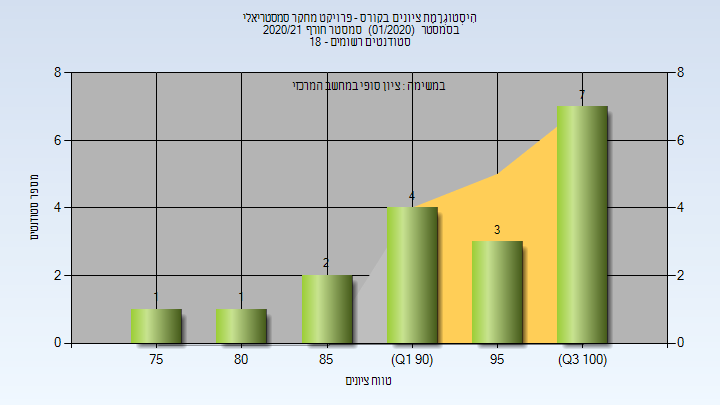 הִיסְטוֹגְרַמַּת ציונים בקורס - פרויקט מחקר סמסטריאלי
בסמסטר (01/2020) סמסטר חורף 2020/21
סטודנטים רשומים - 18
במשימה : ציון סופי במחשב המרכזי
8 8
7
6 6
מספר סטודנטים
4 4
4
3
2 2
2
1 1
0 0
75 80 85 (Q1 90) 95 (Q3 100)
טווח ציונים